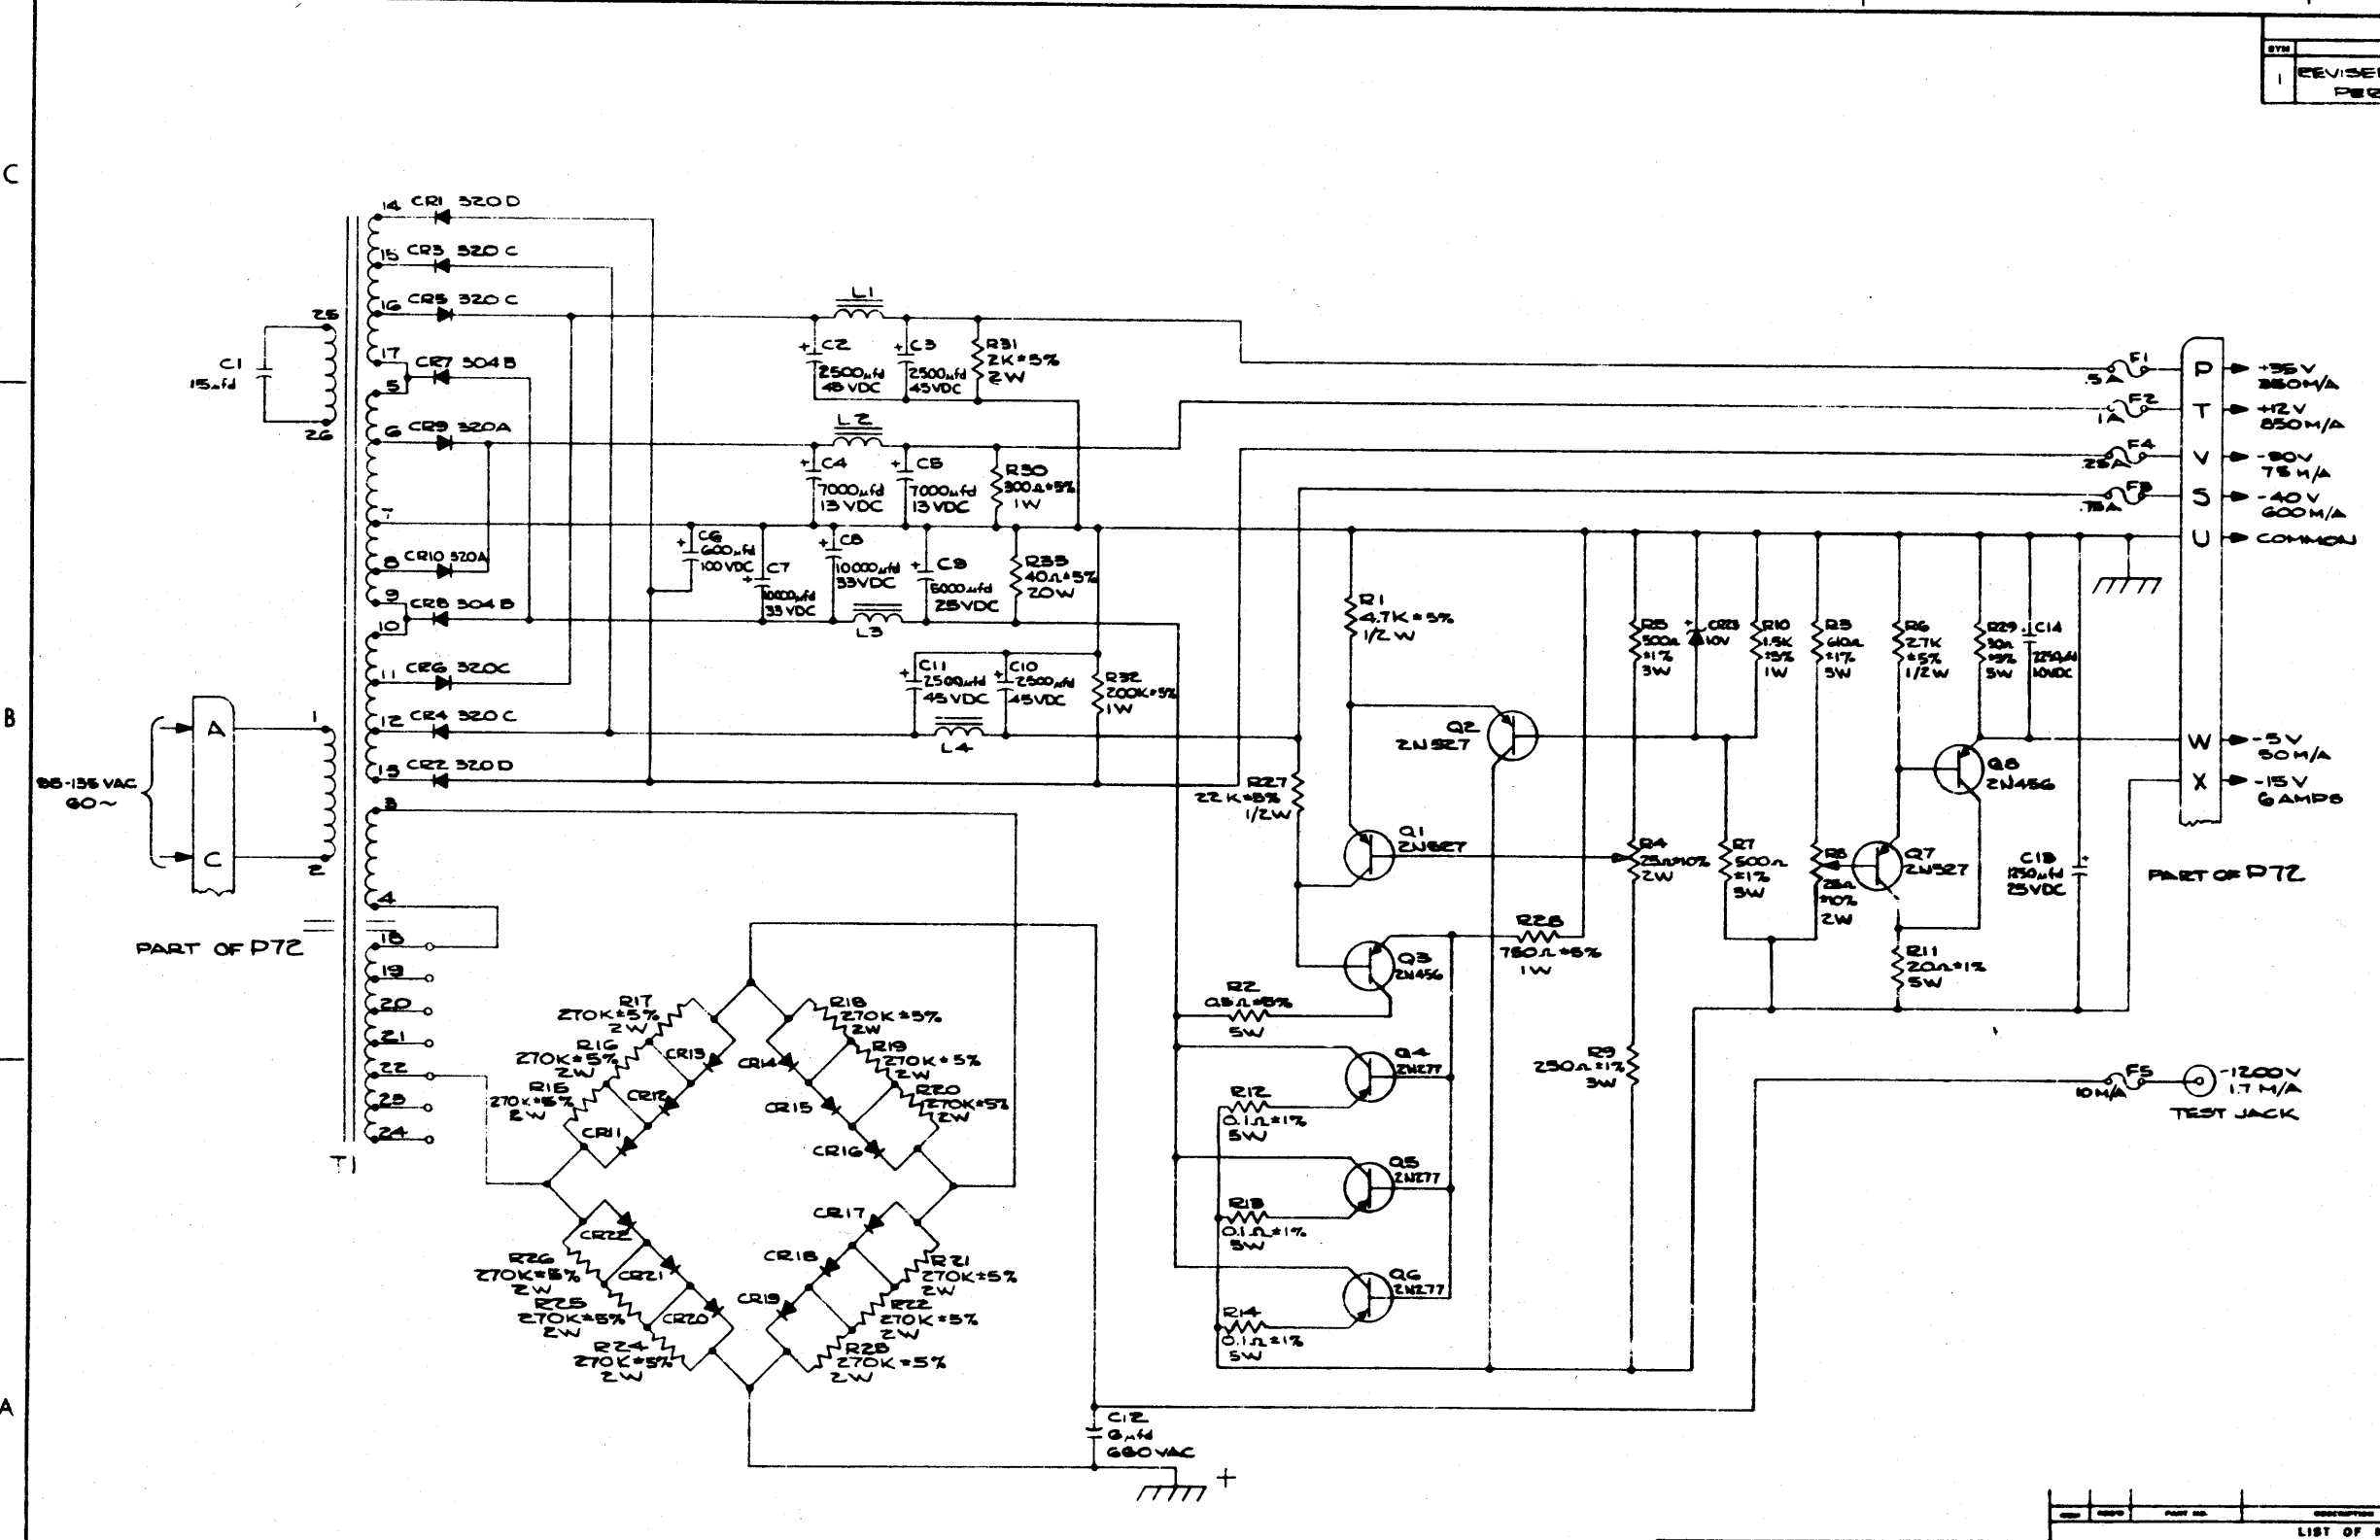 SYM
1
REVISED
PER
C
B
A
14 CR1 320D
15 CR3 320C
16 CR5 320C
17 CR7 304B
5
6 CR9 320A
7
8 CR10 320A
9 CR8 304B
10
11 CR6 320C
12 CR4 320C
13 CR2 320D
3
4
18
19
20
21
22
23
24
T1
25
26
C1
15µfd
1
2
A
C
60~
PART OF P72
L1
+ C2
2500µfd
45VDC
+ C3
2500µfd
45VDC
R31
2K±5%
2W
L2
+ C4
7000µfd
13VDC
+ C5
7000µfd
13VDC
R30
300Ω±5%
1W
+ C6
600µfd
100VDC
+ C7
10000µfd
33VDC
+ C8
10000µfd
33VDC
+ C9
25VDC
R33
40Ω±5%
20W
L3
+ C11
2500µfd
45VDC
+ C10
2500µfd
45VDC
R32
200K±5%
1W
L4
R1
4.7K±5%
1/2W
Q2
2N527
R27
22K±5%
1/2W
Q1
2N527
Q3
2N456
R28
750Ω±5%
1W
R2
5W
Q4
2N277
R12
0.1Ω±1%
5W
Q5
2N277
R13
0.1Ω±1%
5W
Q6
2N277
R14
0.1Ω±1%
5W
R5
500Ω
±1%
3W
CR23
10V
R10
1.5K
±5%
1W
R3
610Ω
±1%
5W
R6
2.7K
±5%
1/2W
R29
±5%
5W
C14
10VDC
R4
25Ω±10%
2W
R7
500Ω
±1%
5W
R8
25Ω
±10%
2W
Q7
2N527
Q8
2N456
R11
20Ω±1%
5W
C13
1250µfd
25VDC
R9
250Ω±1%
3W
F1
.5A
F2
1A
F4
.25A
F3
.75A
P
+35V
T
+12V
850M/A
V
75M/A
S
-40V
600M/A
U
COMMON
W
-5V
50M/A
X
-15V
6 AMPS
PART OF P72
F5
10M/A
-1200V
1.7 M/A
TEST JACK
R17
270K±5%
2W
R16
270K±5%
2W
R15
270K±5%
2W
CR13
CR12
CR11
R18
270K±5%
2W
R19
270K±5%
2W
R20
270K±5%
2W
CR14
CR15
CR16
CR22
CR21
CR20
R26
270K±5%
2W
R25
270K±5%
2W
R24
270K±5%
2W
CR17
CR18
CR19
R21
270K±5%
2W
R22
270K±5%
2W
R23
270K±5%
2W
C12
660VAC
+
PART NO.
DESCRIPTION
LIST OF